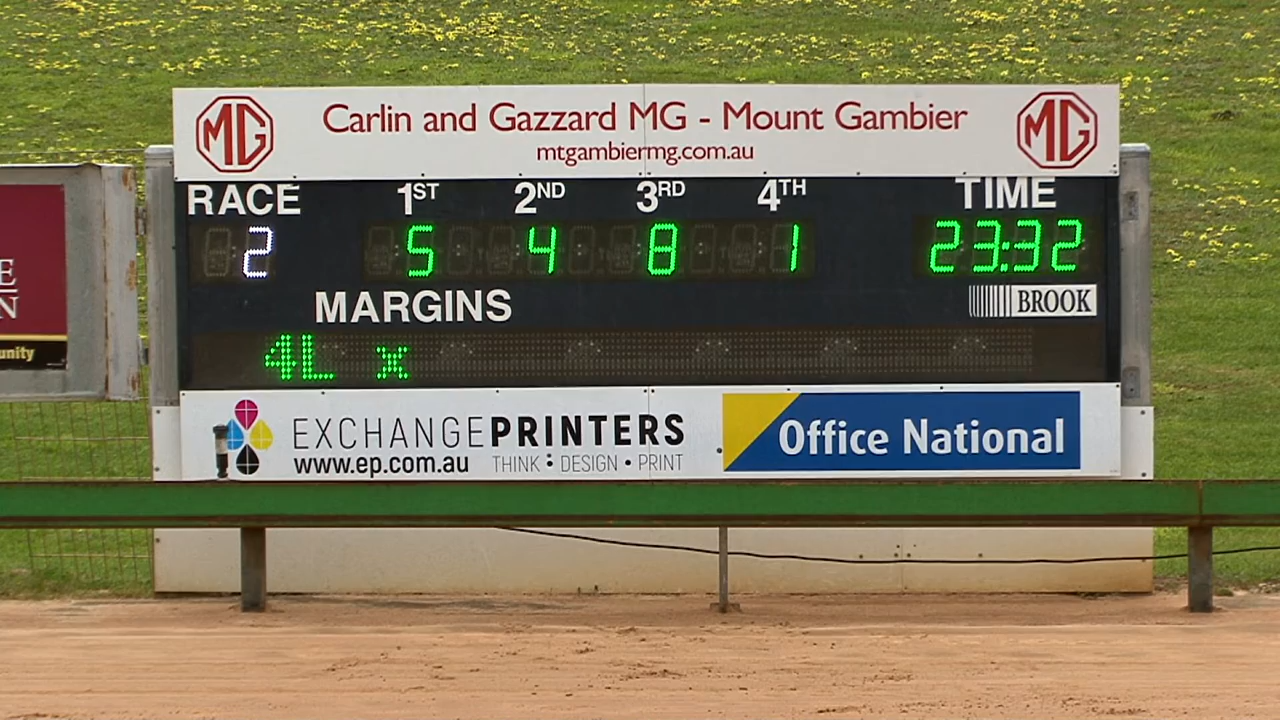 MG Carlin and Gazzard MG - Mount Gambier MG
mtgambiermg.com.au
RACE 1ST 2ND 3RD 4TH TIME
2 5 4 8 1 23:32
MARGINS BROOK
4L x
EXCHANGEPRINTERS
www.ep.com.au THINK : DESIGN • PRINT
Office National
E
N
unity